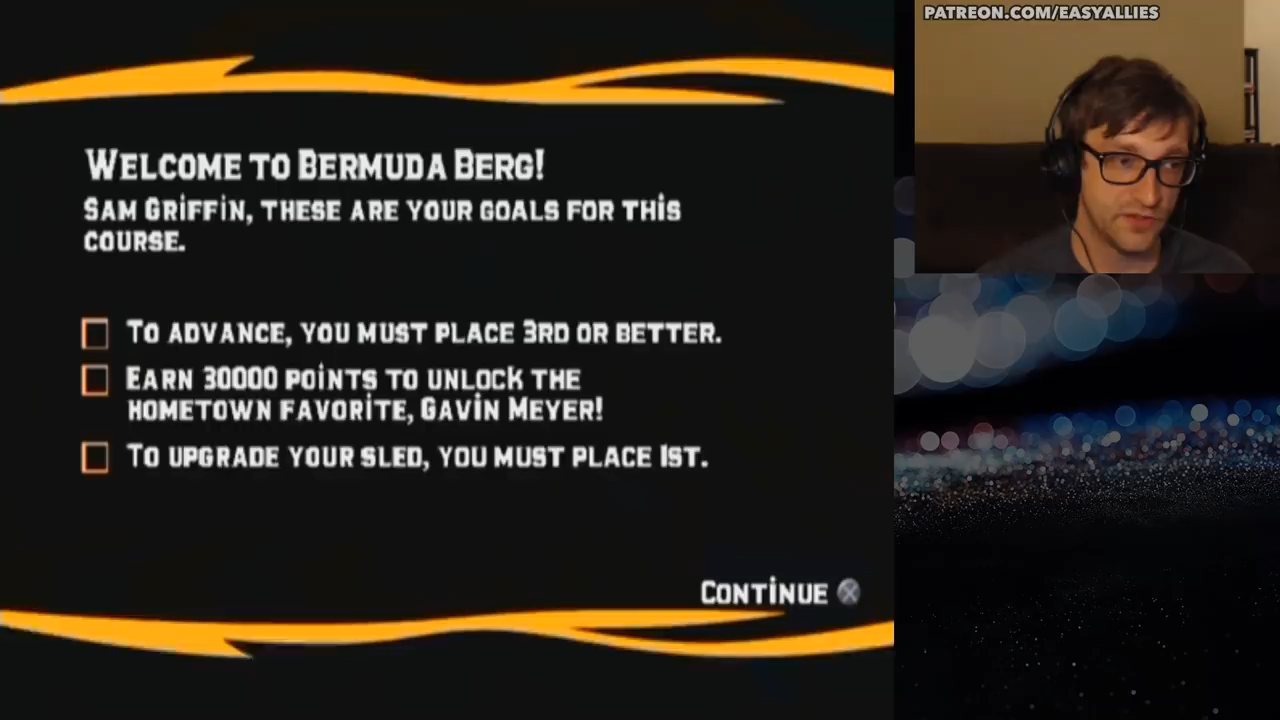 PATREON.COM/EASYALLIES
WELCOME TO BERMUDA BERG!
SAM GRIFFIN, THESE ARE YOUR GOALS FOR THIS
COURSE.
TO ADVANCE, YOU MUST PLACE 3RD OR BETTER.
EARN 30000 POINTS TO UNLOCK THE
HOMETOWN FAVORITE, GAVIN MEYER!
TO UPGRADE YOUR SLED, YOU MUST PLACE 1ST.
CONTINUE